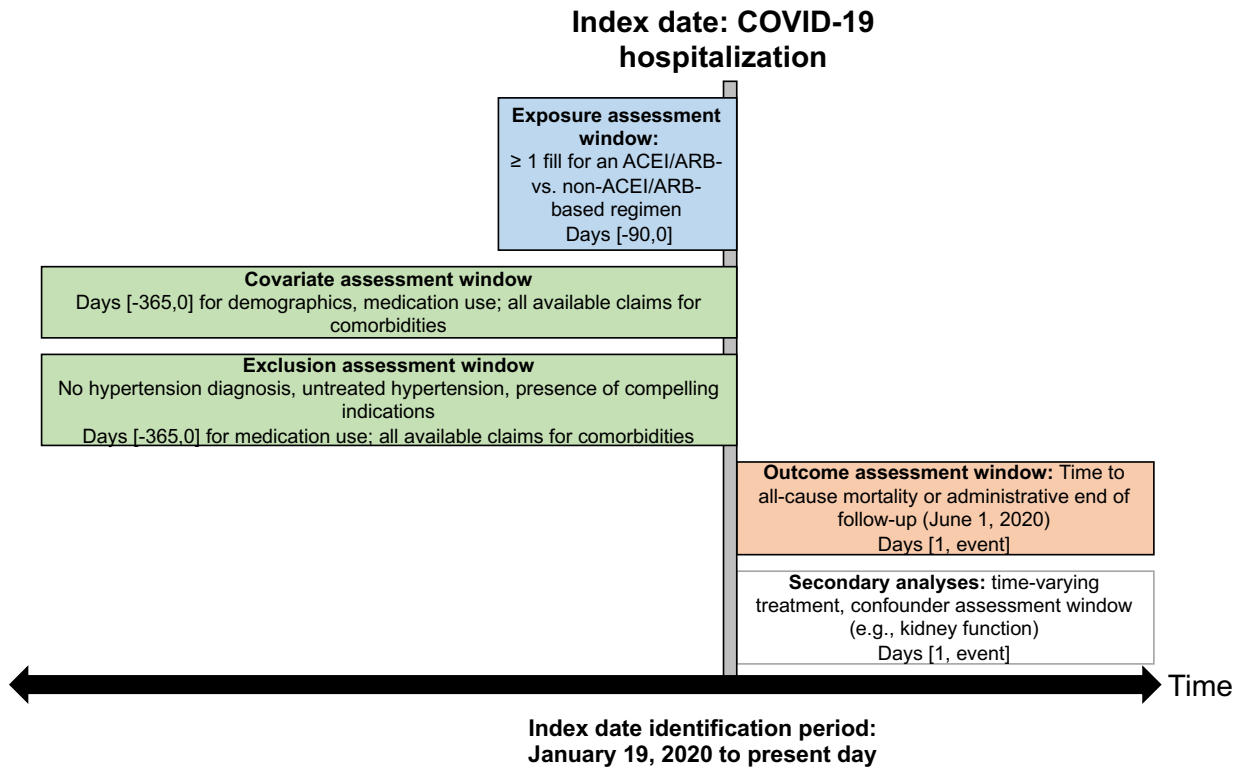 Index date: COVID-19
hospitalization
Exposure assessment
window:
≥ 1 fill for an ACEI/ARB-
vs. non-ACEI/ARB-
based regimen
Days [-90,0]
Covariate assessment window
Days [-365,0] for demographics, medication use; all available claims for
comorbidities
Exclusion assessment window
No hypertension diagnosis, untreated hypertension, presence of compelling
indications
Days [-365,0] for medication use; all available claims for comorbidities
Outcome assessment window: Time to
all-cause mortality or administrative end of
follow-up (June 1, 2020)
Days [1, event]
Secondary analyses: time-varying
treatment, confounder assessment window
(e.g., kidney function)
Days [1, event]
Time
Index date identification period:
January 19, 2020 to present day